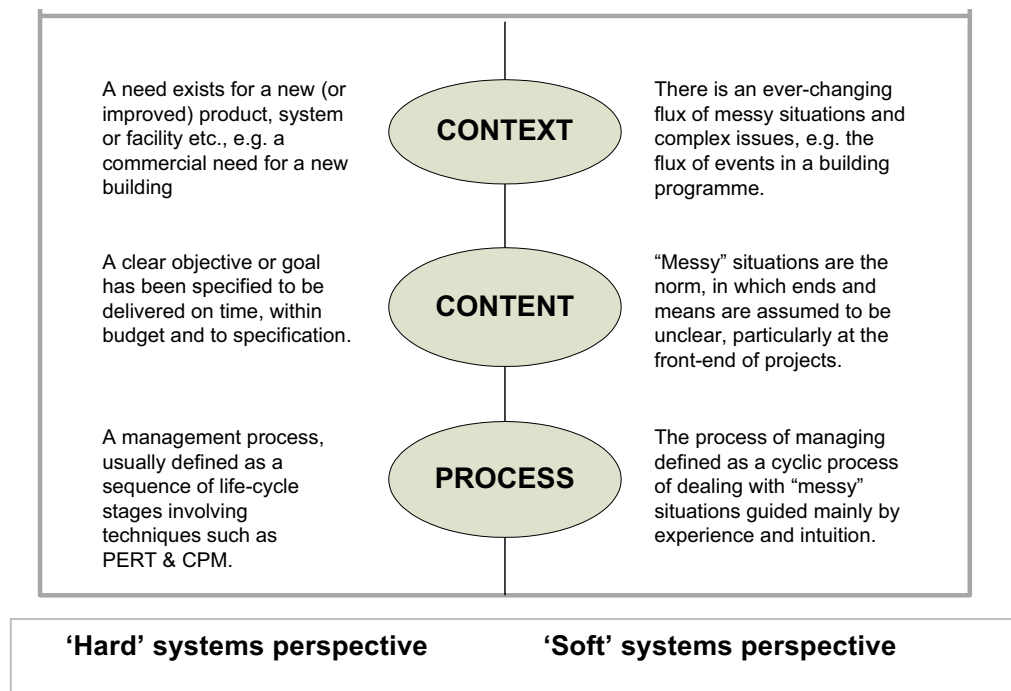 A need exists for a new (or
improved) product, system
or facility etc., e.g. a
commercial need for a new
building
CONTEXT
There is an ever-changing
flux of messy situations and
complex issues, e.g. the
flux of events in a building
programme.
A clear objective or goal
has been specified to be
delivered on time, within
budget and to specification.
CONTENT
“Messy” situations are the
norm, in which ends and
means are assumed to be
unclear, particularly at the
front-end of projects.
A management process,
usually defined as a
sequence of life-cycle
stages involving
techniques such as
PERT & CPM.
PROCESS
The process of managing
defined as a cyclic process
of dealing with “messy”
situations guided mainly by
experience and intuition.
‘Hard’ systems perspective
‘Soft’ systems perspective